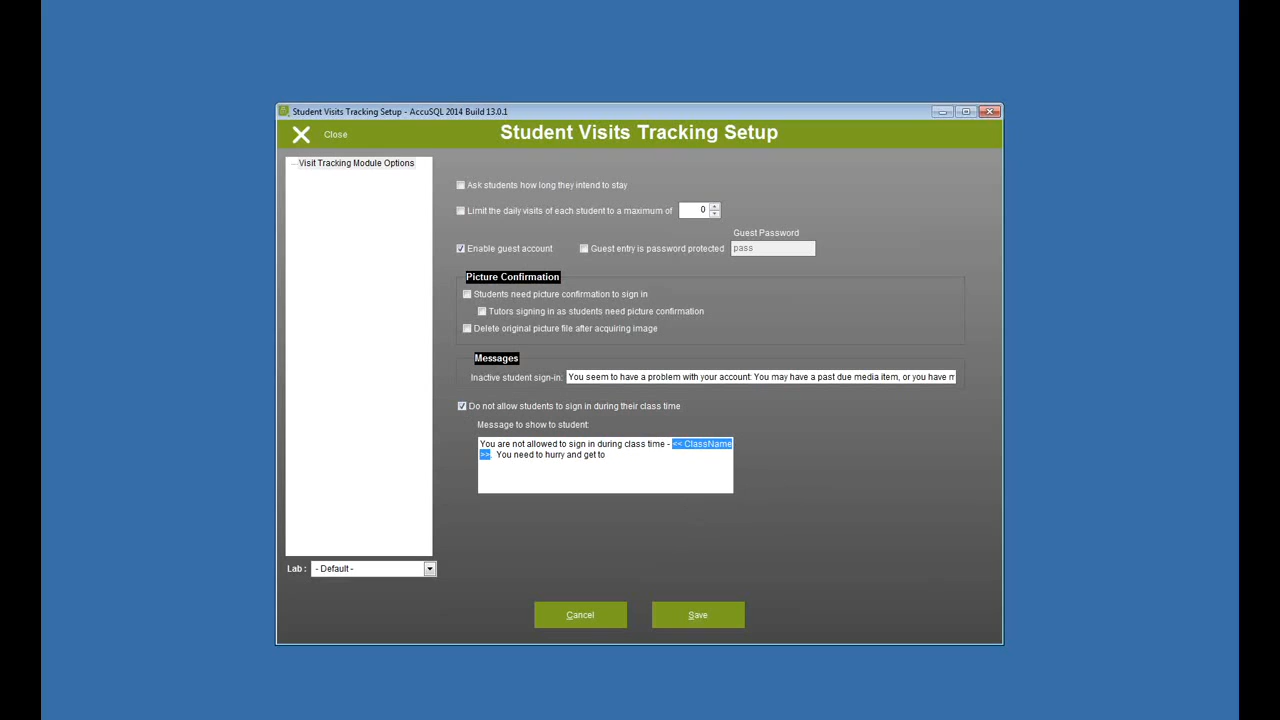 Student Visits Tracking Setup - AccuSQL 2014 Build 13.0.1
Close
Student Visits Tracking Setup
Visit Tracking Module Options
Ask students how long they intend to stay
Limit the daily visits of each student to a maximum of 0
Guest Password
Enable guest account Guest entry is password protected pass
Picture Confirmation
Students need picture confirmation to sign in
Tutors signing in as students need picture confirmation
Delete original picture file after acquiring image
Messages
Inactive student sign-in: You seem to have a problem with your account: You may have a past due media item, or you have m
Do not allow students to sign in during their class time
Message to show to student:
You are not allowed to sign in during class time - << ClassName
>>. You need to hurry and get to
Lab : - Default -
Cancel Save